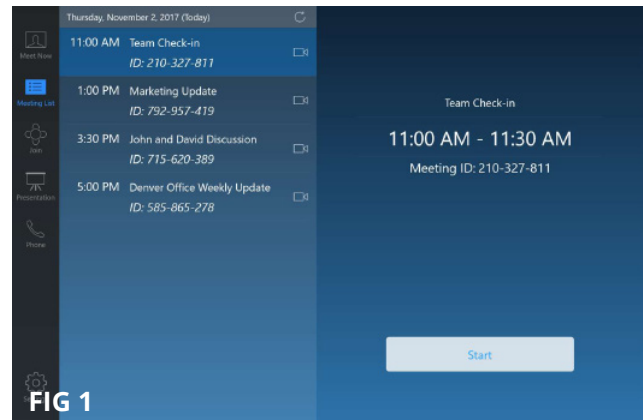 Thursday, November 2, 2017 (Today)
Meet Now
Meeting List
Join
Presentation
Phone
11:00 AM Team Check-in
ID: 210-327-811
1:00 PM Marketing Update
ID: 792-957-419
3:30 PM John and David Discussion
ID: 715-620-389
5:00 PM Denver Office Weekly Update
ID: 585-865-278
Team Check-in
11:00 AM - 11:30 AM
Meeting ID: 210-327-811
Start
FIG 1